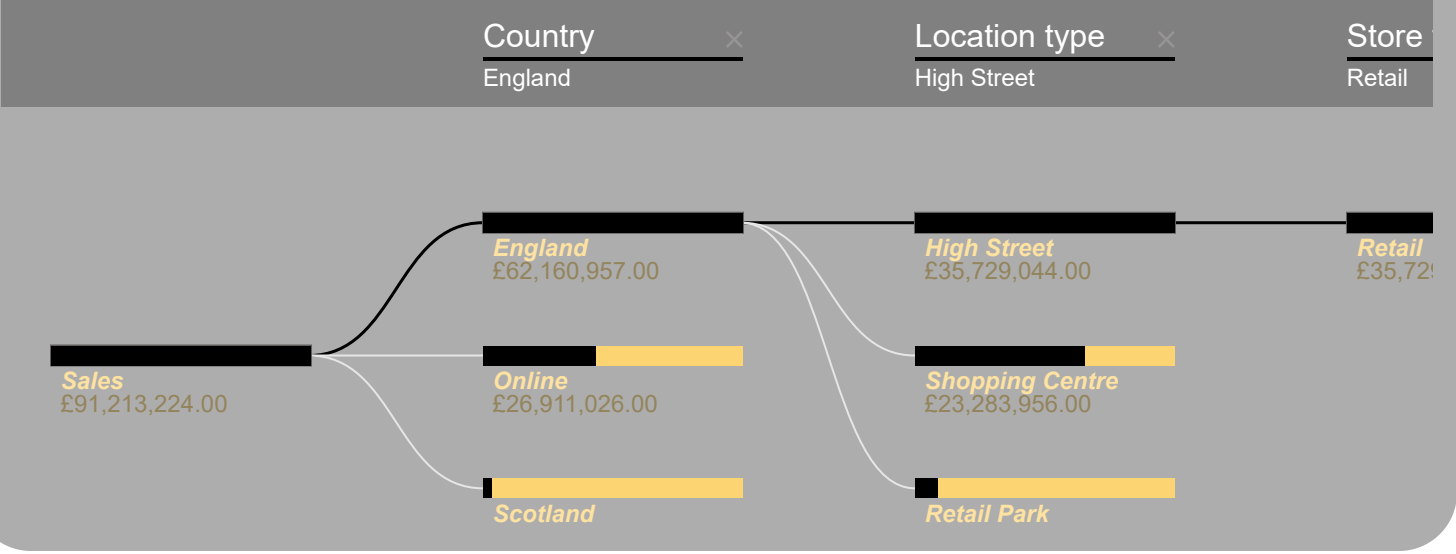 Country
England
Location type
High Street
Store
Retail
England
£62,160,957.00
High Street
£35,729,044.00
Retail
£35,729
Sales
£91,213,224.00
Online
£26,911,026.00
Shopping Centre
£23,283,956.00
Scotland
Retail Park